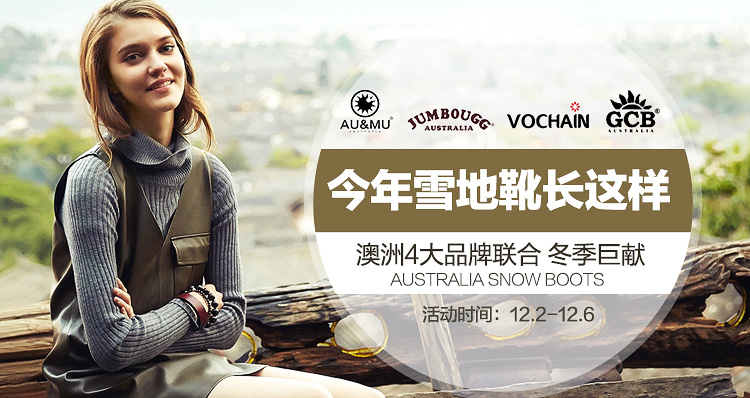 AU&MU
JUMBOUGG
AUSTRALIA
VOCHAIN
GCB
AUSTRALIA
今年雪地靴长这样
澳洲4大品牌联合 冬季巨献
AUSTRALIA SNOW BOOTS
活动时间：12.2-12.6